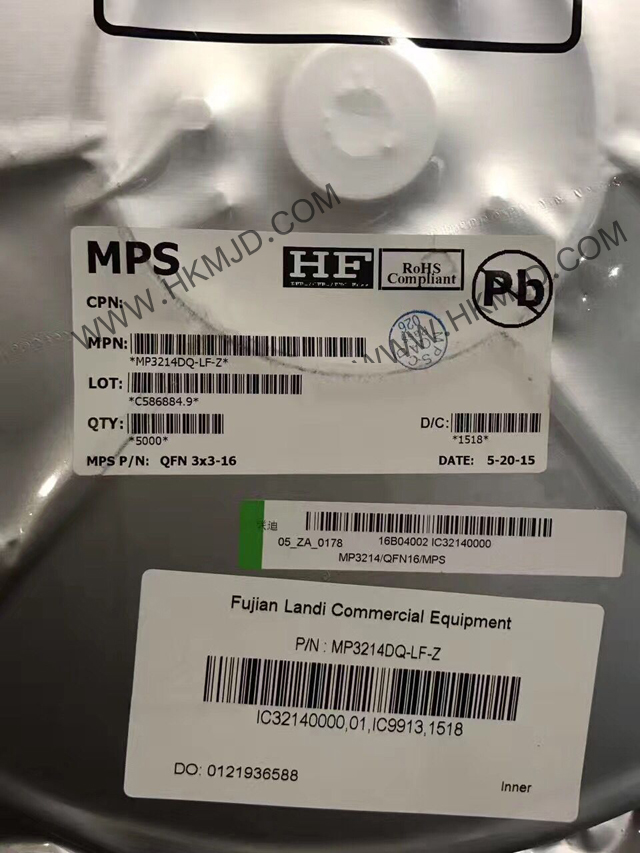 MPS
HF
RoHS
Compliant
Pb
CPN:
MPN:
*MP3214DQ-LF-Z*
LOT:
*C586884.9*
QTY:
*5000*
D/C:
*1518*
MPS P/N: QFN 3x3-16
DATE: 5-20-15
WWW.HKMJD.COM
WWW.HKMJD.COM
05_ZA_0178
16B04002 IC32140000
MP3214/QFN16/MPS
Fujian Landi Commercial Equipment
P/N : MP3214DQ-LF-Z
IC32140000,01,IC9913,1518
DO: 0121936588
Inner